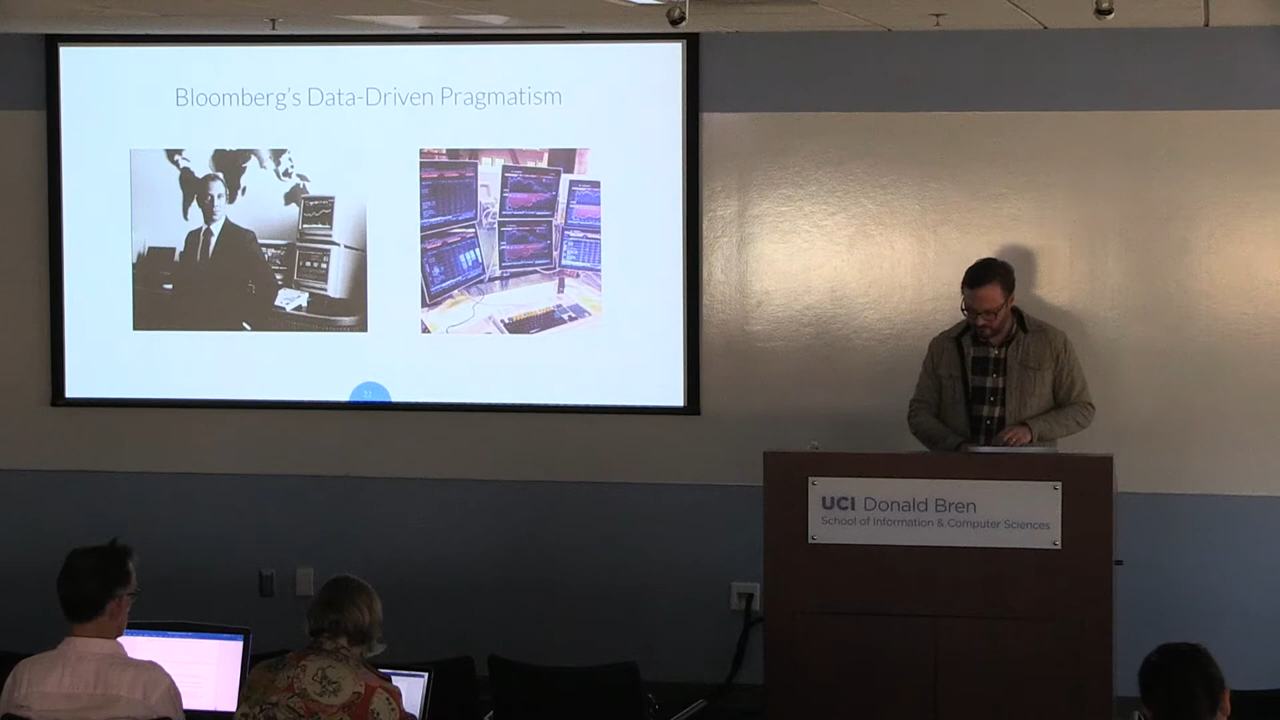 Bloomberg's Data-Driven Pragmatism
UCI Donald Bren
School of Information & Computer Sciences